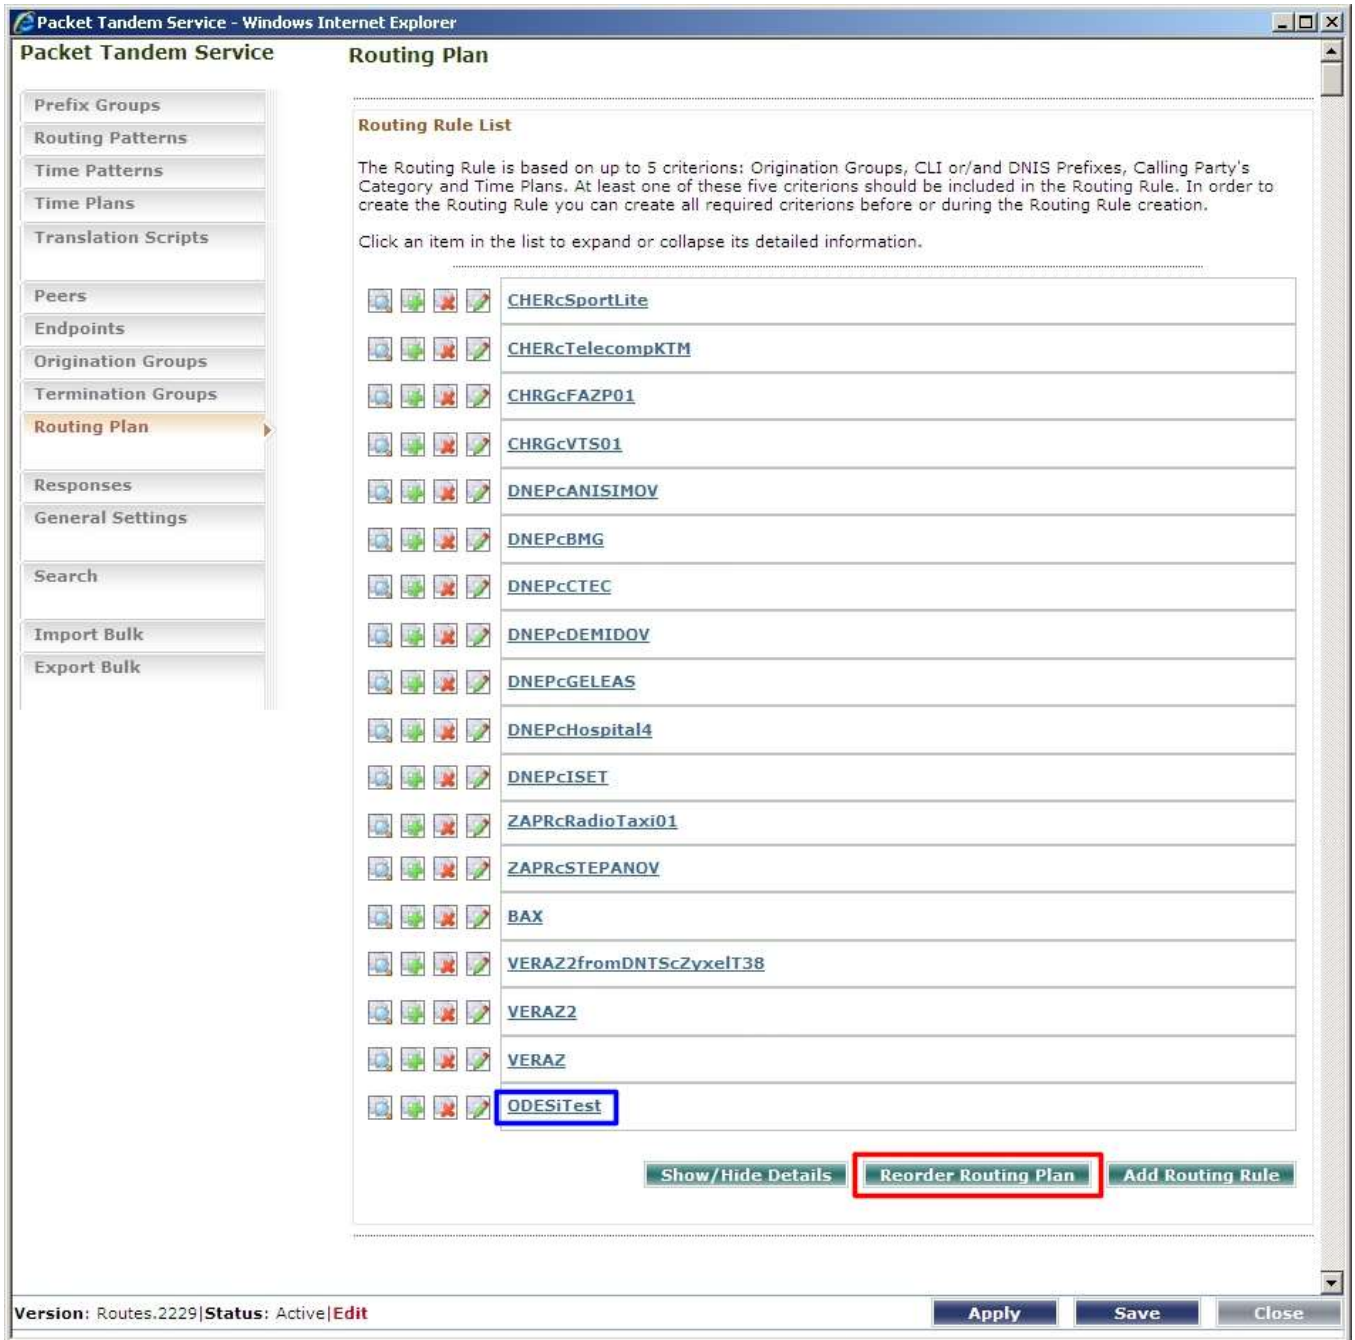 Packet Tandem Service - Windows Internet Explorer
Packet Tandem Service
Routing Plan
Prefix Groups
Routing Patterns
Time Patterns
Time Plans
Translation Scripts
Peers
Endpoints
Origination Groups
Termination Groups
Routing Plan
Responses
General Settings
Search
Import Bulk
Export Bulk
Routing Rule List
The Routing Rule is based on up to 5 criterions: Origination Groups, CLI or/and DNIS Prefixes, Calling Party's
Category and Time Plans. At least one of these five criterions should be included in the Routing Rule. In order to
create the Routing Rule you can create all required criterions before or during the Routing Rule creation.
Click an item in the list to expand or collapse its detailed information.
CHERcSportLite
CHERcTelecompKTM
CHRGcFAZP01
CHRGcVTS01
DNEPcANISIMOV
DNEPcBMG
DNEPcCTEC
DNEPcDEMIDOV
DNEPcGELEAS
DNEPcHospital4
DNEPcISET
ZAPRcRadioTaxi01
ZAPRcSTEPANOV
BAX
VERAZ2fromDNTScZyxelT38
VERAZ2
VERAZ
ODESiTest
Show/Hide Details Reorder Routing Plan Add Routing Rule
Version: Routes.2229|Status: Active|Edit Apply Save Close